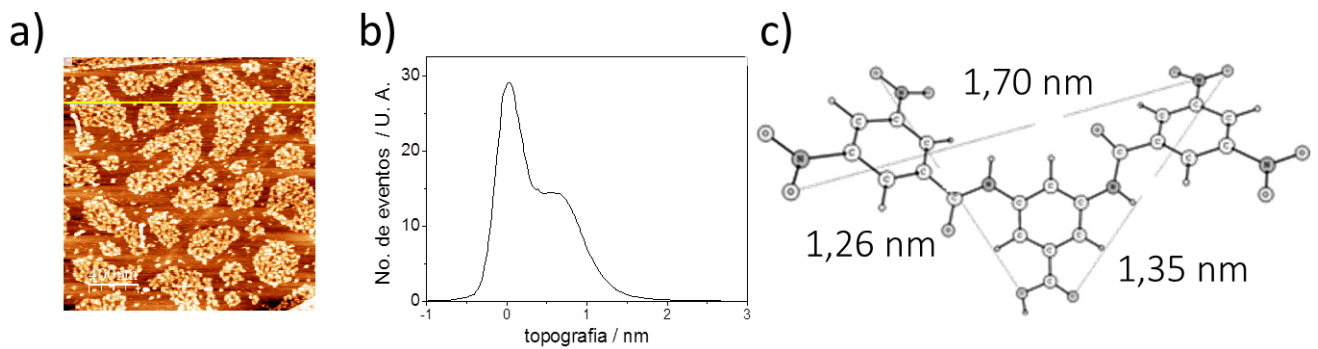 a)
b)
c)
400nm
No. de eventos / U. A.
30
20
10
0
-1
0
1
2
3
topografia / nm
1,70 nm
1,26 nm
1,35 nm